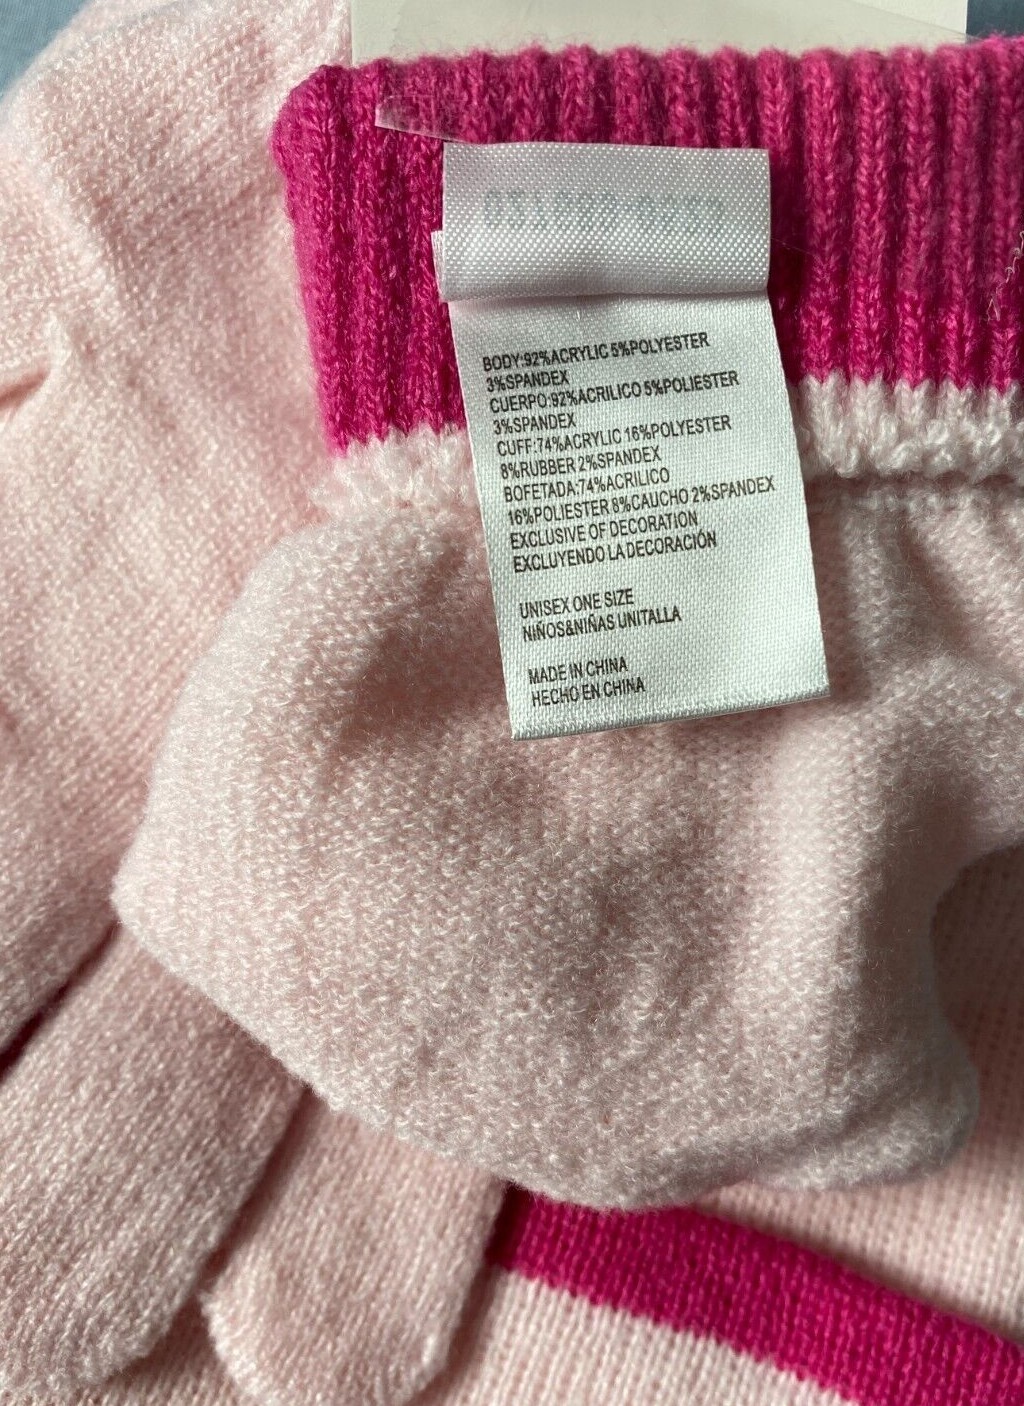 BODY:92%ACRYLIC 5%POLYESTER
3%SPANDEX
CUERPO:92%ACRILICO 5%POLIESTER
3%SPANDEX
CUFF:74%ACRYLIC 16%POLYESTER
8%RUBBER 2%SPANDEX
BOFETADA:74%ACRILICO
16%POLIESTER 8%CAUCHO 2%SPANDEX
EXCLUSIVE OF DECORATION
EXCLUYENDO LA DECORACIÓN
UNISEX ONE SIZE
NIÑOS&NIÑAS UNITALLA
MADE IN CHINA
HECHO EN CHINA